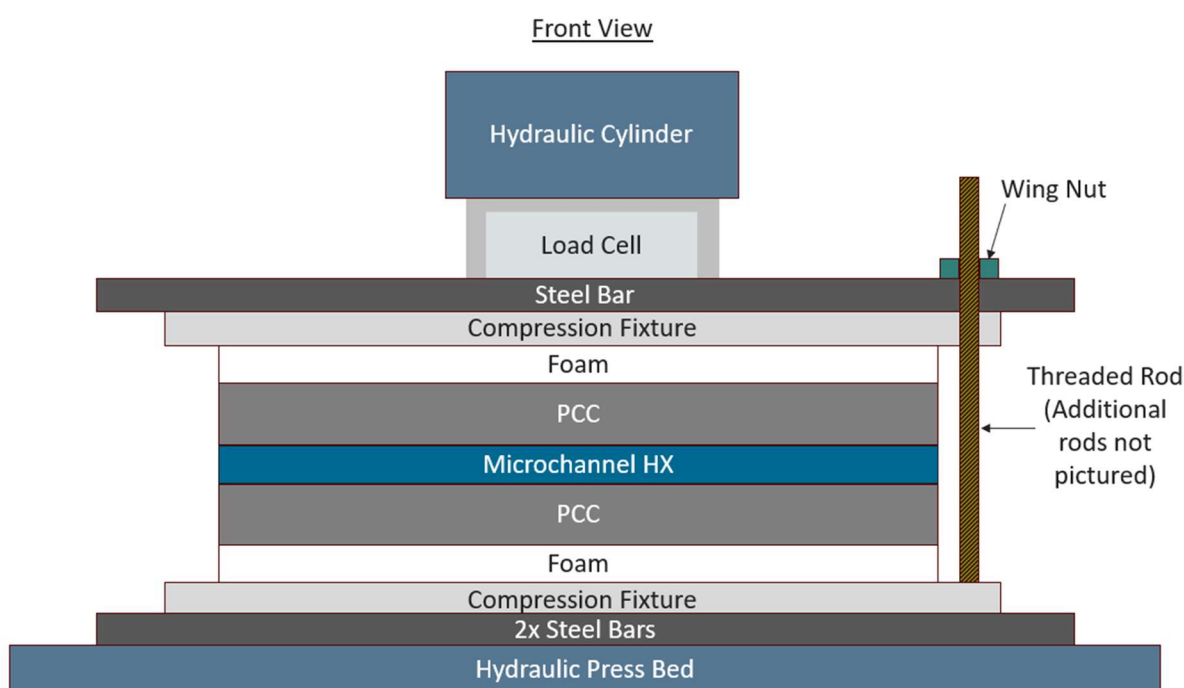 Front View
Hydraulic Cylinder
Wing Nut
Load Cell
Steel Bar
Compression Fixture
Foam
PCC
Threaded Rod
(Additional
rods not
pictured)
Microchannel HX
PCC
Foam
Compression Fixture
2x Steel Bars
Hydraulic Press Bed